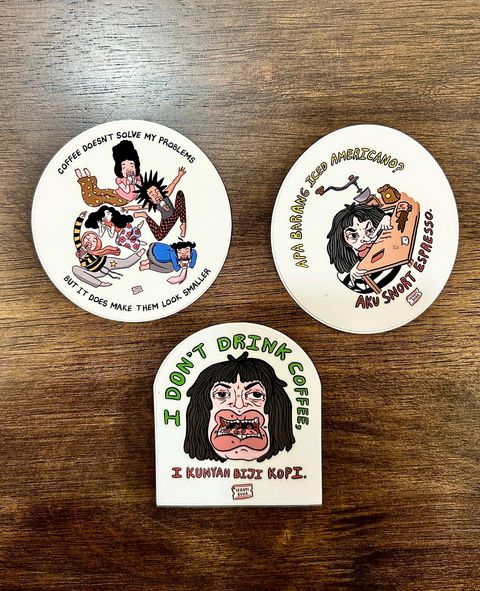 COFFEE DOESN'T SOLVE MY PROBLEMS
BUT IT DOES MAKE THEM LOOK SMALLER
APA BARANG ICED AMERICANO?
AKU SNORT ESPRESSO.
I DON'T DRINK COFFEE,
I KUNYAH BIJI KOPI.